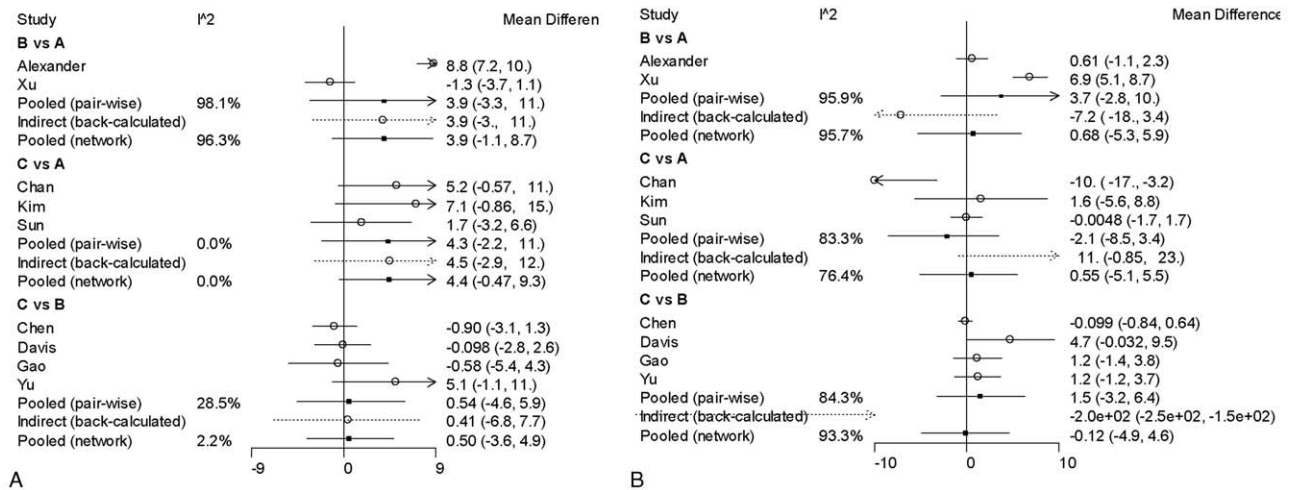 Study I^2 Mean Differen
B vs A
Alexander 8.8 (7.2, 10.)
Xu -1.3 (-3.7, 1.1)
Pooled (pair-wise) 98.1% 3.9 (-3.3, 11.)
Indirect (back-calculated) 3.9 (-3., 11.)
Pooled (network) 96.3% 3.9 (-1.1, 8.7)
C vs A
Chan 5.2 (-0.57, 11.)
Kim 7.1 (-0.86, 15.)
Sun 1.7 (-3.2, 6.6)
Pooled (pair-wise) 0.0% 4.3 (-2.2, 11.)
Indirect (back-calculated) 4.5 (-2.9, 12.)
Pooled (network) 0.0% 4.4 (-0.47, 9.3)
C vs B
Chen -0.90 (-3.1, 1.3)
Davis -0.098 (-2.8, 2.6)
Gao -0.58 (-5.4, 4.3)
Yu 5.1 (-1.1, 11.)
Pooled (pair-wise) 28.5% 0.54 (-4.6, 5.9)
Indirect (back-calculated) 0.41 (-6.8, 7.7)
Pooled (network) 2.2% 0.50 (-3.6, 4.9)
-9 0 9
A
Study I^2 Mean Difference
B vs A
Alexander 0.61 (-1.1, 2.3)
Xu 6.9 (5.1, 8.7)
Pooled (pair-wise) 95.9% 3.7 (-2.8, 10.)
Indirect (back-calculated) -7.2 (-18., 3.4)
Pooled (network) 95.7% 0.68 (-5.3, 5.9)
C vs A
Chan -10. (-17., -3.2)
Kim 1.6 (-5.6, 8.8)
Sun -0.0048 (-1.7, 1.7)
Pooled (pair-wise) 83.3% -2.1 (-8.5, 3.4)
Indirect (back-calculated) 11. (-0.85, 23.)
Pooled (network) 76.4% 0.55 (-5.1, 5.5)
C vs B
Chen -0.099 (-0.84, 0.64)
Davis 4.7 (-0.032, 9.5)
Gao 1.2 (-1.4, 3.8)
Yu 1.2 (-1.2, 3.7)
Pooled (pair-wise) 84.3% 1.5 (-3.2, 6.4)
Indirect (back-calculated) -2.0e+02 (-2.5e+02, -1.5e+02)
Pooled (network) 93.3% -0.12 (-4.9, 4.6)
-10 0 10
B